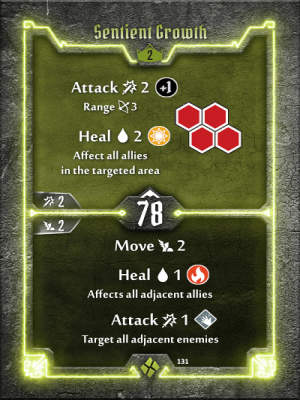 Sentient Growth
2
Attack 2 +1
Range 3
Heal 2
Affect all allies
in the targeted area
2
78
2
Move 2
Heal 1
Affects all adjacent allies
Attack 1
Target all adjacent enemies
131